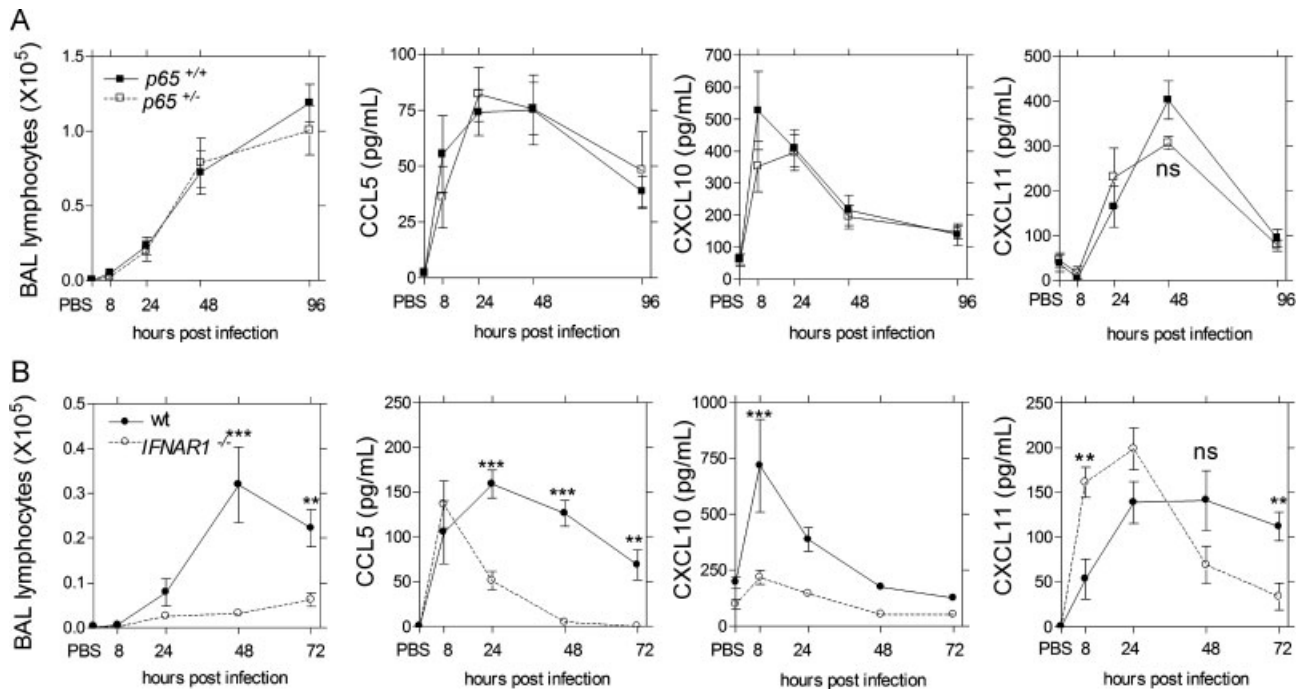 A
BAL lymphocytes (X10⁵)
1.5
1.0
0.5
0.0
p65 +/+
p65 +/-
PBS 8 24 48 96
hours post infection
CCL5 (pg/mL)
100
75
50
25
0
PBS 8 24 48 96
hours post infection
CXCL10 (pg/mL)
700
600
500
400
300
200
100
0
PBS 8 24 48 96
hours post infection
CXCL11 (pg/mL)
500
400
300
200
100
0
ns
PBS 8 24 48 96
hours post infection
B
BAL lymphocytes (X10⁵)
0.5
0.4
0.3
0.2
0.1
0.0
wt
IFNAR1 -/-
***
**
PBS 8 24 48 72
hours post infection
CCL5 (pg/mL)
250
200
150
100
50
0
***
***
**
PBS 8 24 48 72
hours post infection
CXCL10 (pg/mL)
1000
750
500
250
0
***
PBS 8 24 48 72
hours post infection
CXCL11 (pg/mL)
250
200
150
100
50
0
**
ns
**
PBS 8 24 48 72
hours post infection